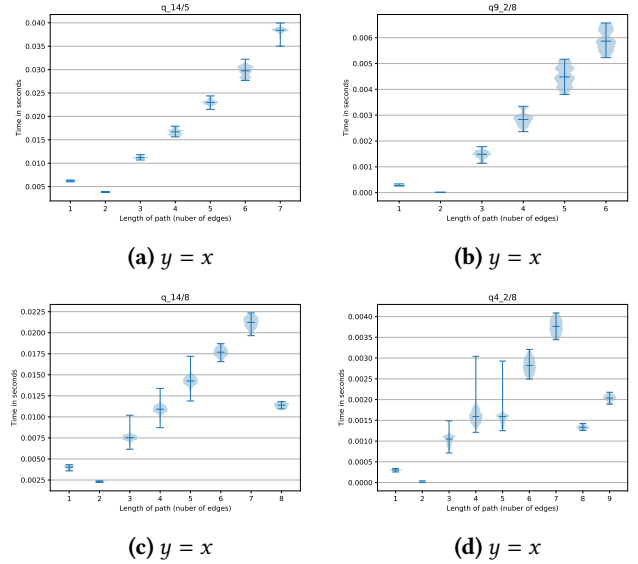 q_14/5
0.040
0.035
0.030
0.025
0.020
0.015
0.010
0.005
Time in seconds
1 2 3 4 5 6 7
Length of path (nuber of edges)
(a) y = x
q9_2/8
0.006
0.005
0.004
0.003
0.002
0.001
0.000
Time in seconds
1 2 3 4 5 6
Length of path (nuber of edges)
(b) y = x
q_14/8
0.0225
0.0200
0.0175
0.0150
0.0125
0.0100
0.0075
0.0050
0.0025
Time in seconds
1 2 3 4 5 6 7 8
Length of path (nuber of edges)
(c) y = x
q4_2/8
0.0040
0.0035
0.0030
0.0025
0.0020
0.0015
0.0010
0.0005
0.0000
Time in seconds
1 2 3 4 5 6 7 8 9
Length of path (nuber of edges)
(d) y = x